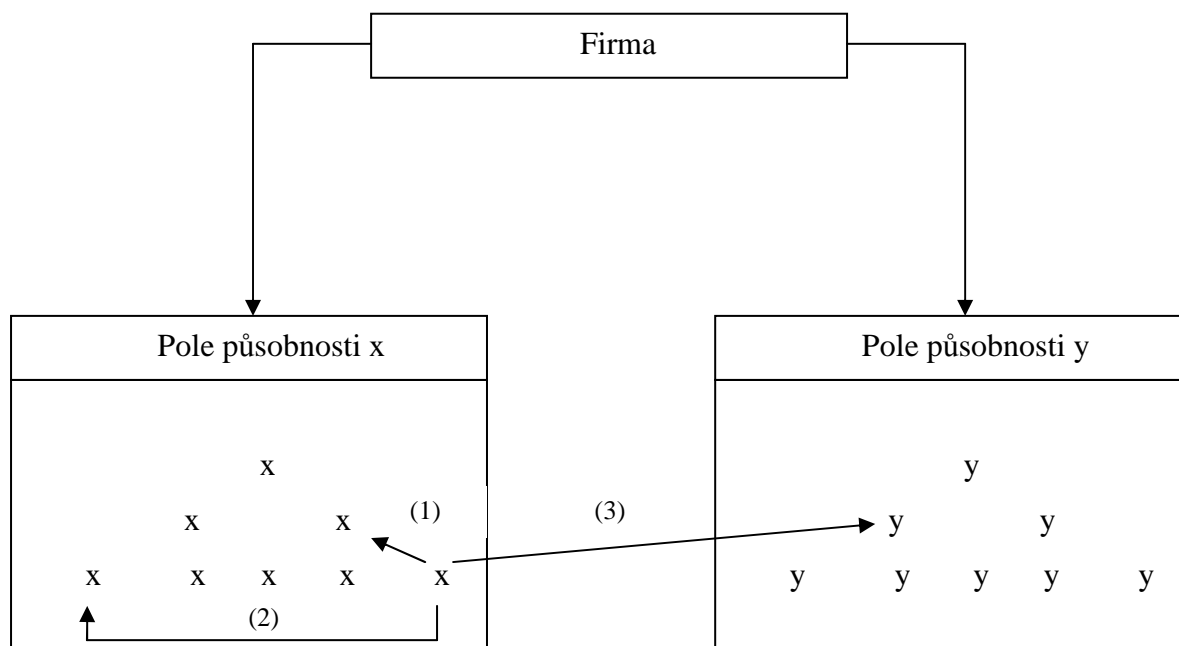 Firma
Pole působnosti x
Pole působnosti y
x
y
x x (1) (3) y y
x x x x x y y y y y
(2)